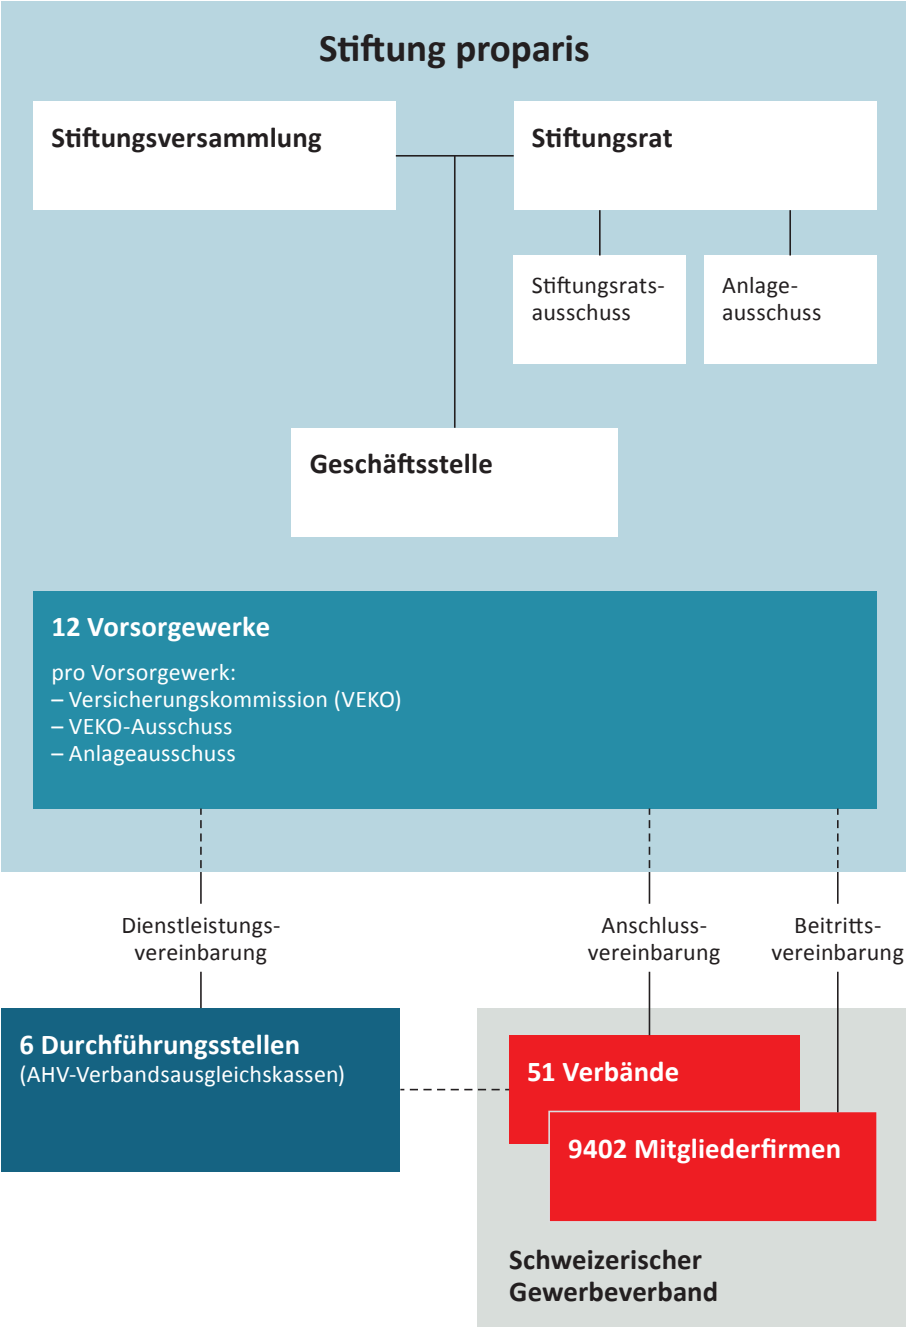 Stiftung proparis
Stiftungsversammlung
Stiftungsrat
Stiftungsrats-
ausschuss
Anlage-
ausschuss
Geschäftsstelle
12 Vorsorgewerke
pro Vorsorgewerk:
– Versicherungskommission (VEKO)
– VEKO-Ausschuss
– Anlageausschuss
Dienstleistungs-
vereinbarung
Anschluss-
vereinbarung
Beitritts-
vereinbarung
6 Durchführungsstellen
(AHV-Verbandsausgleichskassen)
51 Verbände
9402 Mitgliederfirmen
Schweizerischer
Gewerbeverband